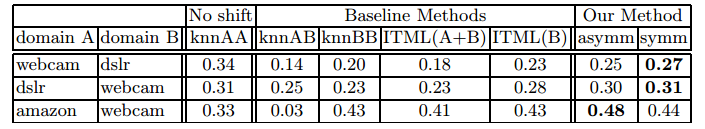 No shift Baseline Methods Our Method
domain A domain B knnAA knnAB knnBB ITML(A+B) ITML(B) asymm symm
webcam dslr 0.34 0.14 0.20 0.18 0.23 0.25 0.27
dslr webcam 0.31 0.25 0.23 0.23 0.28 0.30 0.31
amazon webcam 0.33 0.03 0.43 0.41 0.43 0.48 0.44